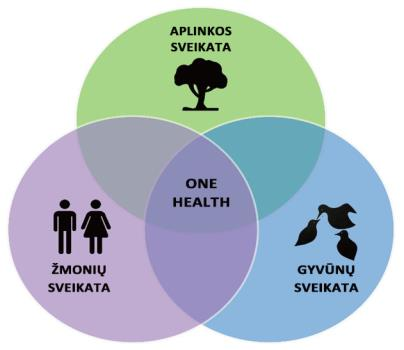 APLINKOS
SVEIKATA
ONE
HEALTH
ŽMONIŲ
SVEIKATA
GYVŪNŲ
SVEIKATA